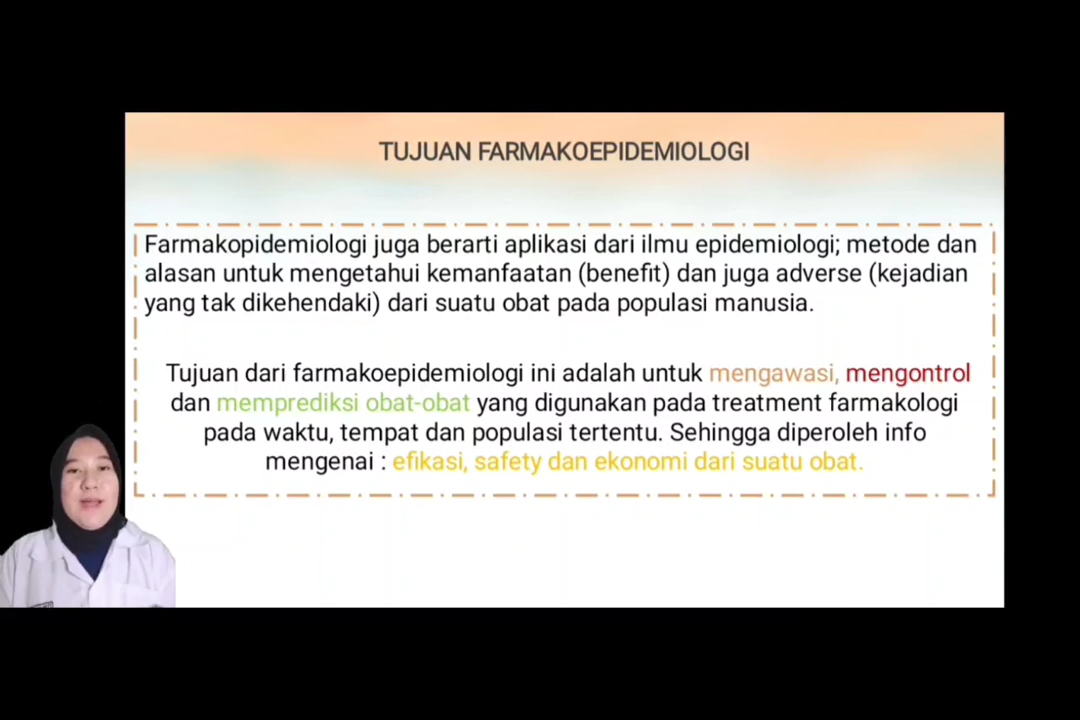 TUJUAN FARMAKOEPIDEMIOLOGI
Farmakopidemiologi juga berarti aplikasi dari ilmu epidemiologi; metode dan
alasan untuk mengetahui kemanfaatan (benefit) dan juga adverse (kejadian
yang tak dikehendaki) dari suatu obat pada populasi manusia.
Tujuan dari farmakoepidemiologi ini adalah untuk mengawasi, mengontrol
dan memprediksi obat-obat yang digunakan pada treatment farmakologi
pada waktu, tempat dan populasi tertentu. Sehingga diperoleh info
mengenai : efikasi, safety dan ekonomi dari suatu obat.